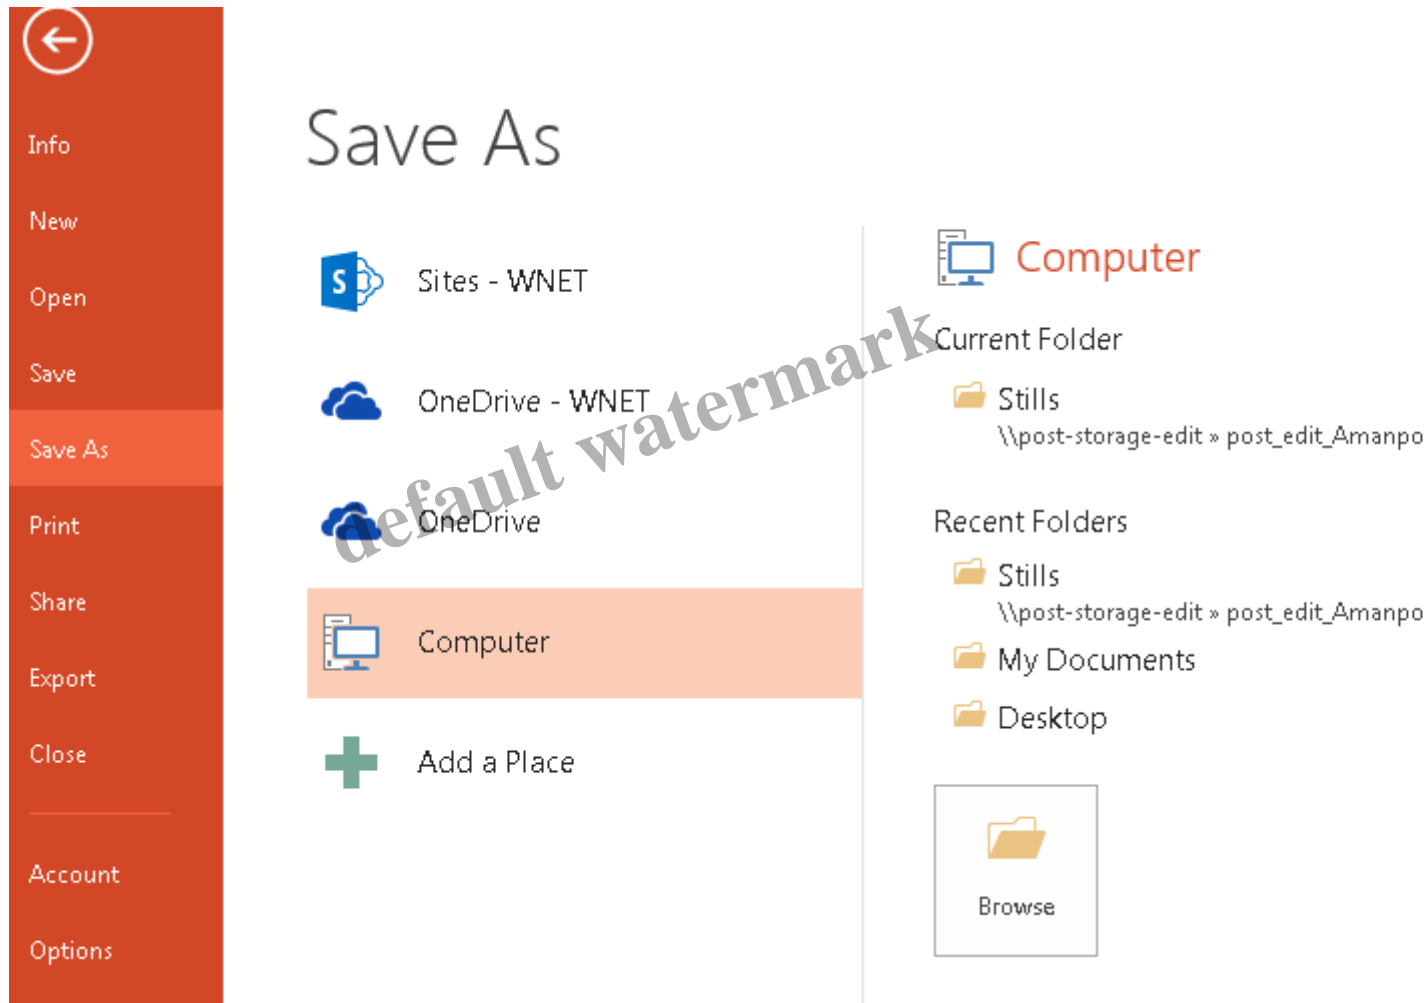 Info
New
Open
Save
Save As
Print
Share
Export
Close
Account
Options
Save As
S
Sites - WNET
OneDrive - WNET
OneDrive
Computer
Add a Place
Computer
Current Folder
Stills
\\post-storage-edit » post_edit_Amanpo
Recent Folders
Stills
\\post-storage-edit » post_edit_Amanpo
My Documents
Desktop
Browse
default watermark